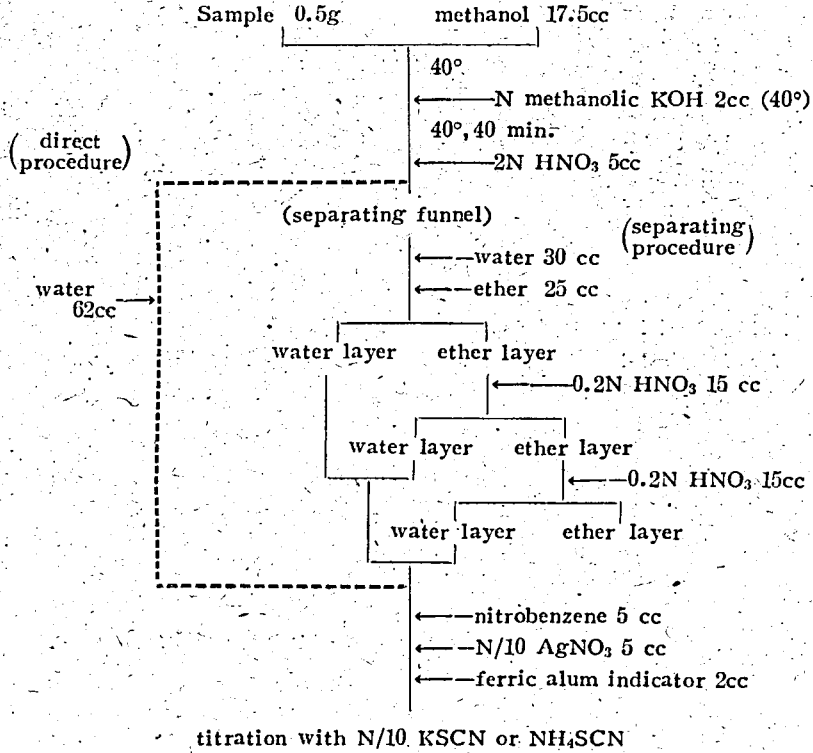 Sample 0.5g methanol 17.5cc
40°
N methanolic KOH 2cc (40°)
40°, 40 min.
(direct procedure)
2N HNO₃ 5cc
(separating funnel)
(separating procedure)
water 30 cc
water 62cc
ether 25 cc
water layer ether layer
0.2N HNO₃ 15 cc
water layer ether layer
0.2N HNO₃ 15cc
water layer ether layer
nitrobenzene 5 cc
N/10 AgNO₃ 5 cc
ferric alum indicator 2cc
titration with N/10 KSCN or NH₄SCN